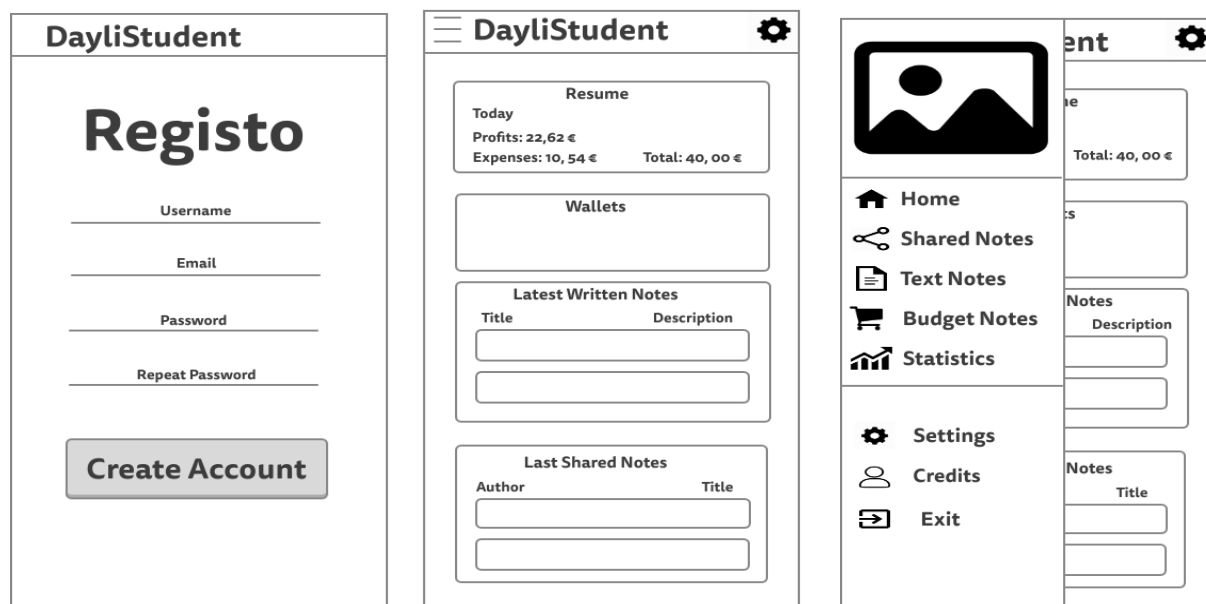 DayliStudent
Registo
Username
Email
Password
Repeat Password
Create Account
DayliStudent
Resume
Today
Profits: 22,62 €
Expenses: 10, 54 € Total: 40, 00 €
Wallets
Latest Written Notes
Title Description
Last Shared Notes
Author Title
Home
Shared Notes
Text Notes
Budget Notes
Statistics
Settings
Credits
Exit
ent
ne
Total: 40, 00 €
ts
Notes
Description
Notes
Title